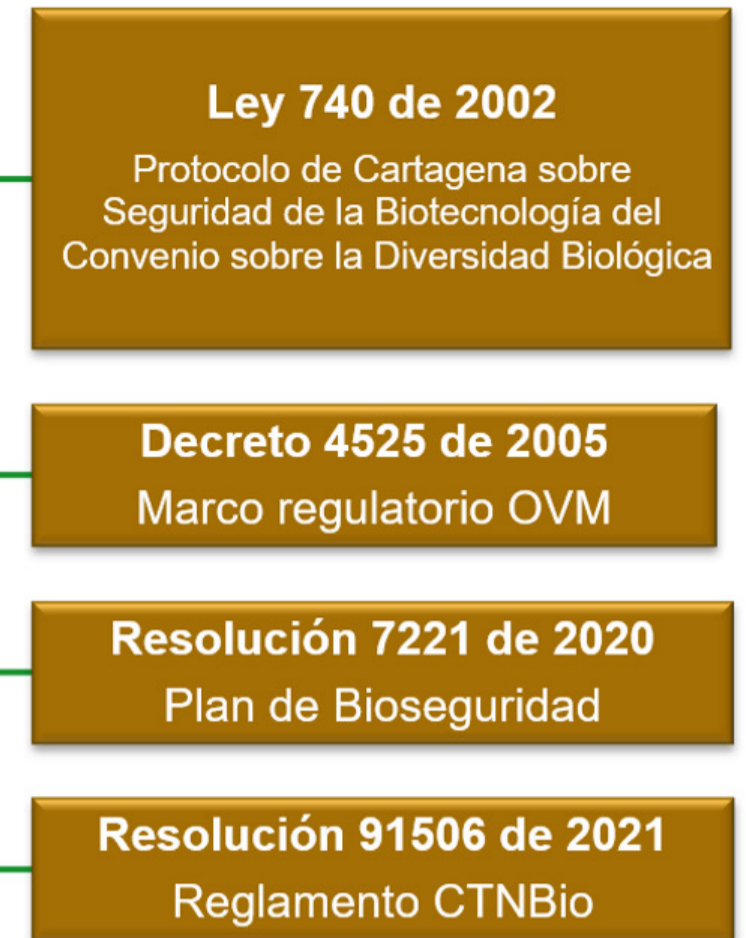 Ley 740 de 2002
Protocolo de Cartagena sobre
Seguridad de la Biotecnología del
Convenio sobre la Diversidad Biológica
Decreto 4525 de 2005
Marco regulatorio OVM
Resolución 7221 de 2020
Plan de Bioseguridad
Resolución 91506 de 2021
Reglamento CTNBio